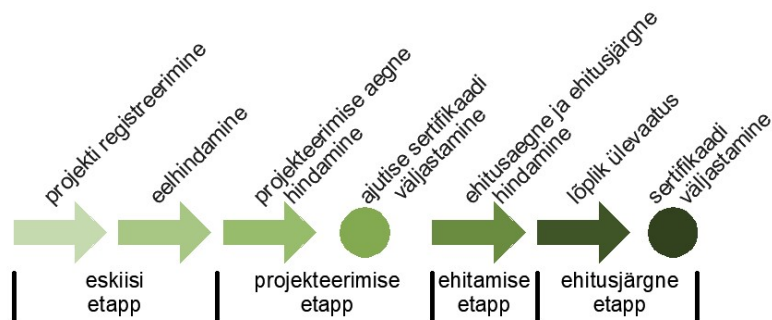 projekti registreerimine
eelhindamine
projekteerimise aegne
hindamine
ajutise sertifikaadi
väljastamine
ehitusaegne ja ehitusjärgne
hindamine
lõplik ülevaatus
sertifikaadi
väljastamine
eskiisi
etapp
projekteerimise
etapp
ehitamise
etapp
ehitusjärgne
etapp